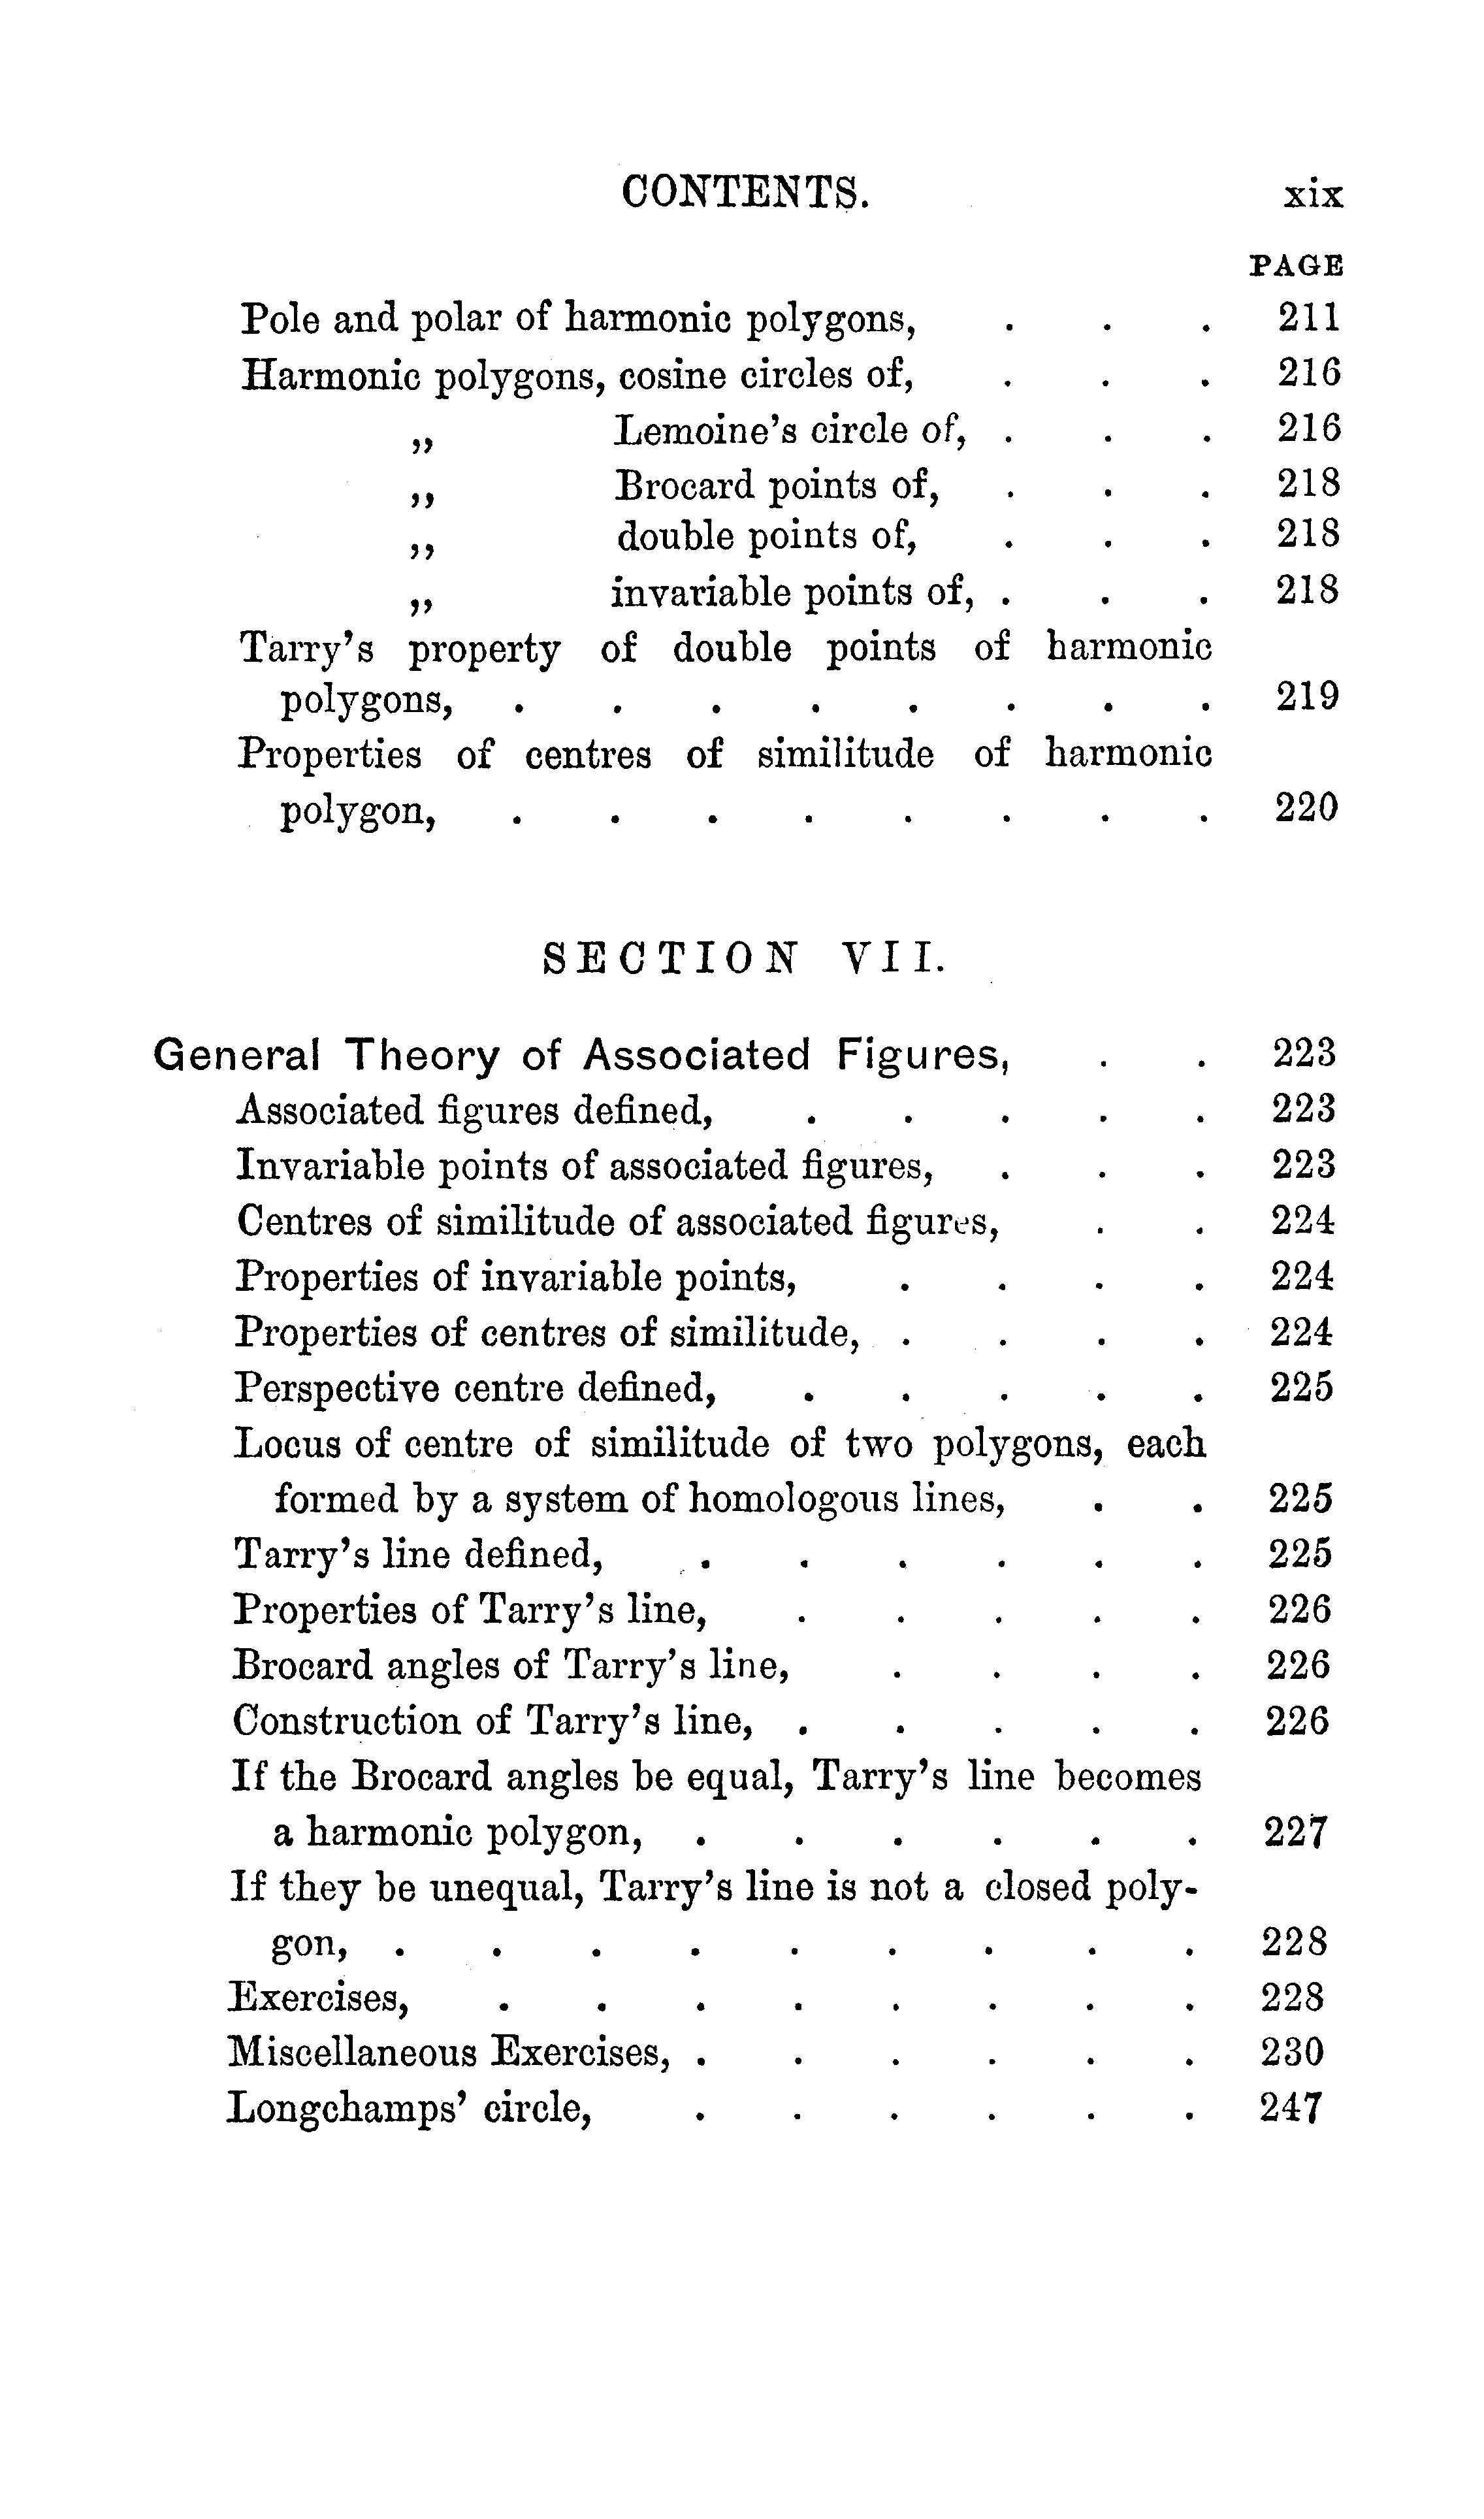 CONTENTS. xix
PAGE
Pole and polar of harmonic polygons, . . . 211
Harmonic polygons, cosine circles of, . . . 216
„ Lemoine's circle of, . . . 216
„ Brocard points of, . . . 218
„ double points of, . . . 218
„ invariable points of, . . . 218
Tarry's property of double points of harmonic
polygons, . . . . . . . . 219
Properties of centres of similitude of harmonic
polygon, . . . . . . . . 220
SECTION VII.
General Theory of Associated Figures, . . 223
Associated figures defined, . . . . . 223
Invariable points of associated figures, . . . 223
Centres of similitude of associated figures, . . 224
Properties of invariable points, . . . . 224
Properties of centres of similitude, . . . . 224
Perspective centre defined, . . . . . 225
Locus of centre of similitude of two polygons, each
formed by a system of homologous lines, . . 225
Tarry's line defined, . . . . . . 225
Properties of Tarry's line, . . . . . 226
Brocard angles of Tarry's line, . . . . 226
Construction of Tarry's line, . . . . . 226
If the Brocard angles be equal, Tarry's line becomes
a harmonic polygon, . . . . . . 227
If they be unequal, Tarry's line is not a closed poly-
gon, . . . . . . . . . 228
Exercises, . . . . . . . . 228
Miscellaneous Exercises, . . . . . . 230
Longchamps' circle, . . . . . . 247